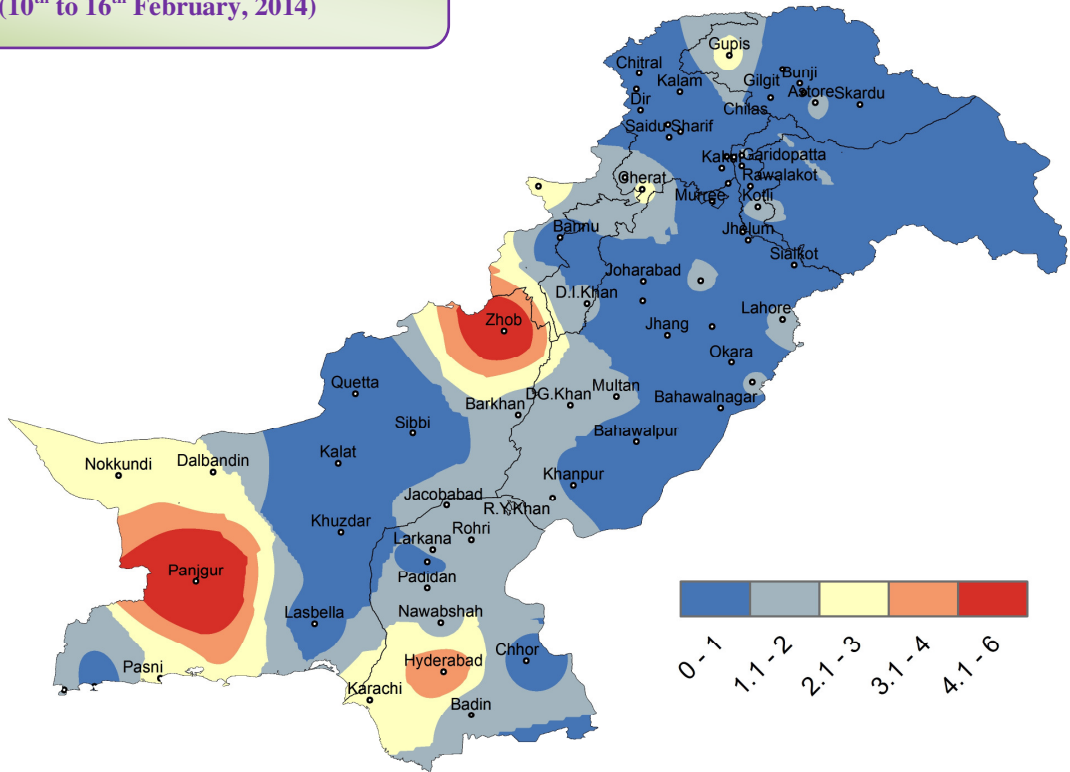 (10th to 16th February, 2014)
Gupis
Chitral
Kalam
Gilgit
Bunji
Dir
Astore
Skardu
Chilas
Saidu Sharif
Garidopatta
Cherat
Rawalakot
Murree
Kotli
Bannu
Jhelum
Sialkot
Joharabad
D.I.Khan
Lahore
Zhob
Jhang
Okara
Quetta
Multan
DG.Khan
Barkhan
Bahawalnagar
Sibbi
Bahawalpur
Kalat
Nokkundi
Dalbandin
Khanpur
Jacobabad
R.Y.Khan
Khuzdar
Rohri
Larkana
Panjgur
Padidan
Lasbella
Nawabshah
Chhor
Pasni
Hyderabad
Karachi
Badin
0 - 1
1.1 - 2
2.1 - 3
3.1 - 4
4.1 - 6